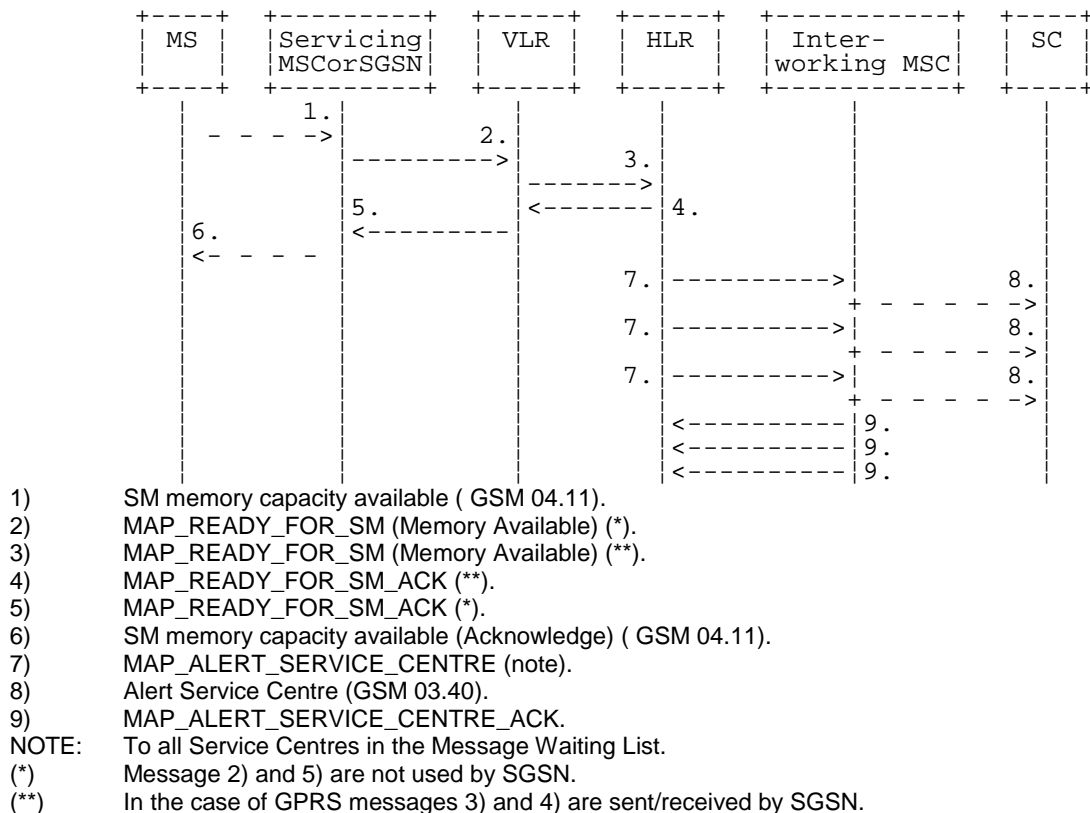 +----+ +---------+ +-----+ +-----+ +-----------+ +----+
| MS | |Servicing| | VLR | | HLR | | Inter- | | SC |
| | |MSCorSGSN| | | | | |working MSC| | |
+----+ +---------+ +-----+ +-----+ +-----------+ +----+
1.
- - - -> 2.
---------> 3.
------->
5. <------- 4.
6. <---------
<- - - -
7. ----------> 8.
+ - - - - ->
7. ----------> 8.
+ - - - - ->
7. ----------> 8.
+ - - - - ->
<---------- 9.
<---------- 9.
<---------- 9.
1) SM memory capacity available ( GSM 04.11).
2) MAP_READY_FOR_SM (Memory Available) (*).
3) MAP_READY_FOR_SM (Memory Available) (**).
4) MAP_READY_FOR_SM_ACK (**).
5) MAP_READY_FOR_SM_ACK (*).
6) SM memory capacity available (Acknowledge) ( GSM 04.11).
7) MAP_ALERT_SERVICE_CENTRE (note).
8) Alert Service Centre (GSM 03.40).
9) MAP_ALERT_SERVICE_CENTRE_ACK.
NOTE: To all Service Centres in the Message Waiting List.
(*) Message 2) and 5) are not used by SGSN.
(**) In the case of GPRS messages 3) and 4) are sent/received by SGSN.